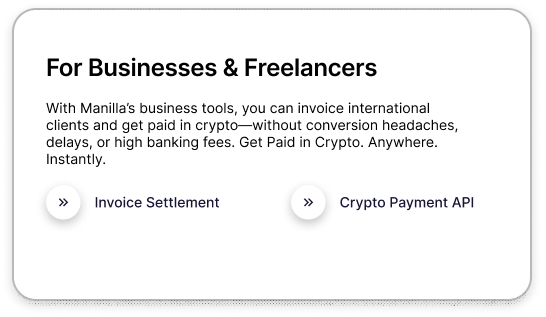 For Businesses & Freelancers
With Manilla’s business tools, you can invoice international
clients and get paid in crypto—without conversion headaches,
delays, or high banking fees. Get Paid in Crypto. Anywhere.
Instantly.
» Invoice Settlement
» Crypto Payment API